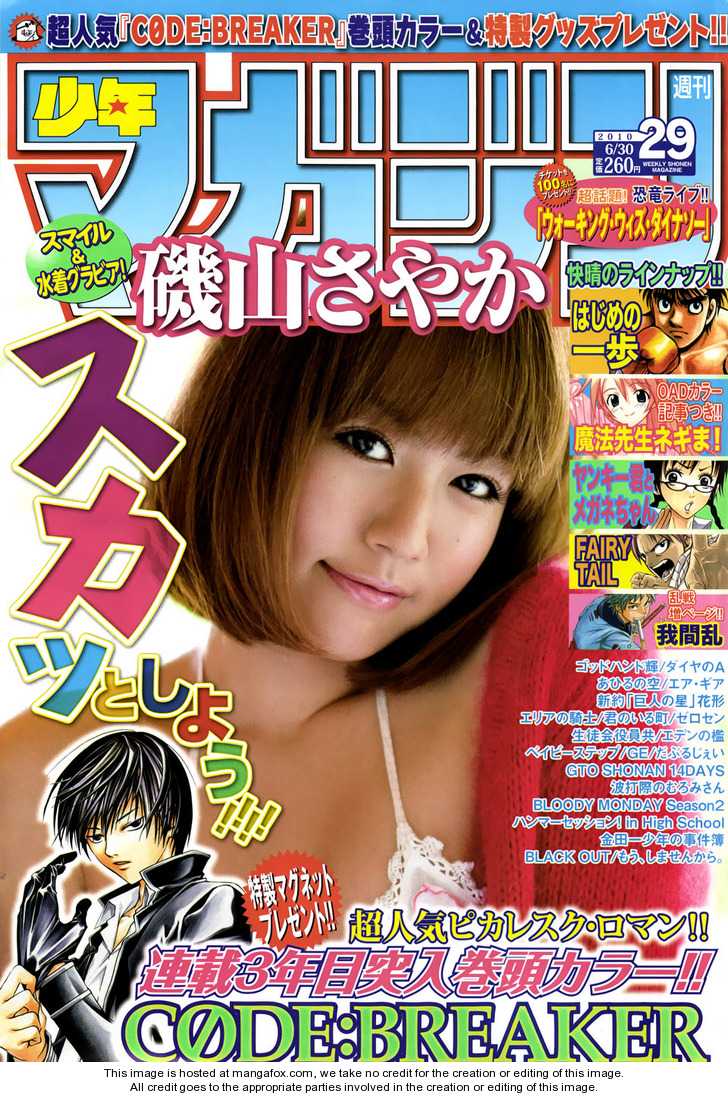 超人気『CØDE:BREAKER』巻頭カラー&特製グッズプレゼント!!
週刊
少年
マガジン
2010
6/30
定価260円
29
WEEKLY SHONEN
MAGAZINE
チケットを
100名に
プレゼント!!
超話題! 恐竜ライブ!!
「ウォーキング・ウィズ・ダイナソー」
スマイル
&
水着グラビア!
磯山さやか
快晴のラインナップ!!
はじめの
一歩
OADカラー
記事つき!!
魔法先生ネギま!
ヤンキー君と
メガネちゃん
FAIRY
TAIL
乱戦
増ページ!!
我間乱
スカッとしよう!!!
ゴッドハンド輝/ダイヤのA
あひるの空/エア・ギア
新約「巨人の星」花形
エリアの騎士/君のいる町/ゼロセン
生徒会役員共/エデンの檻
ベイビーステップ/GE/だぶるじぇい
GTO SHONAN 14DAYS
波打際のむろみさん
BLOODY MONDAY Season2
ハンマーセッション! in High School
金田一少年の事件簿
BLACK OUT/もう、しませんから。
特製マグネット
プレゼント!!
超人気ピカレスク・ロマン!!
連載3年目突入巻頭カラー!!
CØDE:BREAKER
This image is hosted at mangafox.com, we take no credit for the creation or editing of this image.
All credit goes to the appropriate parties involved in the creation or editing of this image.